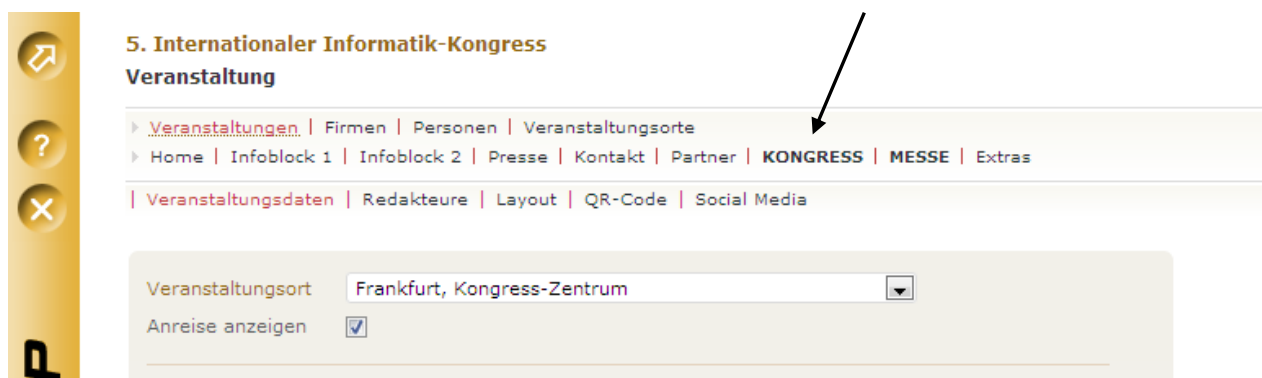 5. Internationaler Informatik-Kongress
Veranstaltung
Veranstaltungen | Firmen | Personen | Veranstaltungsorte
Home | Infoblock 1 | Infoblock 2 | Presse | Kontakt | Partner | KONGRESS | MESSE | Extras
| Veranstaltungsdaten | Redakteure | Layout | QR-Code | Social Media
?
Veranstaltungsort Frankfurt, Kongress-Zentrum
Anreise anzeigen
P